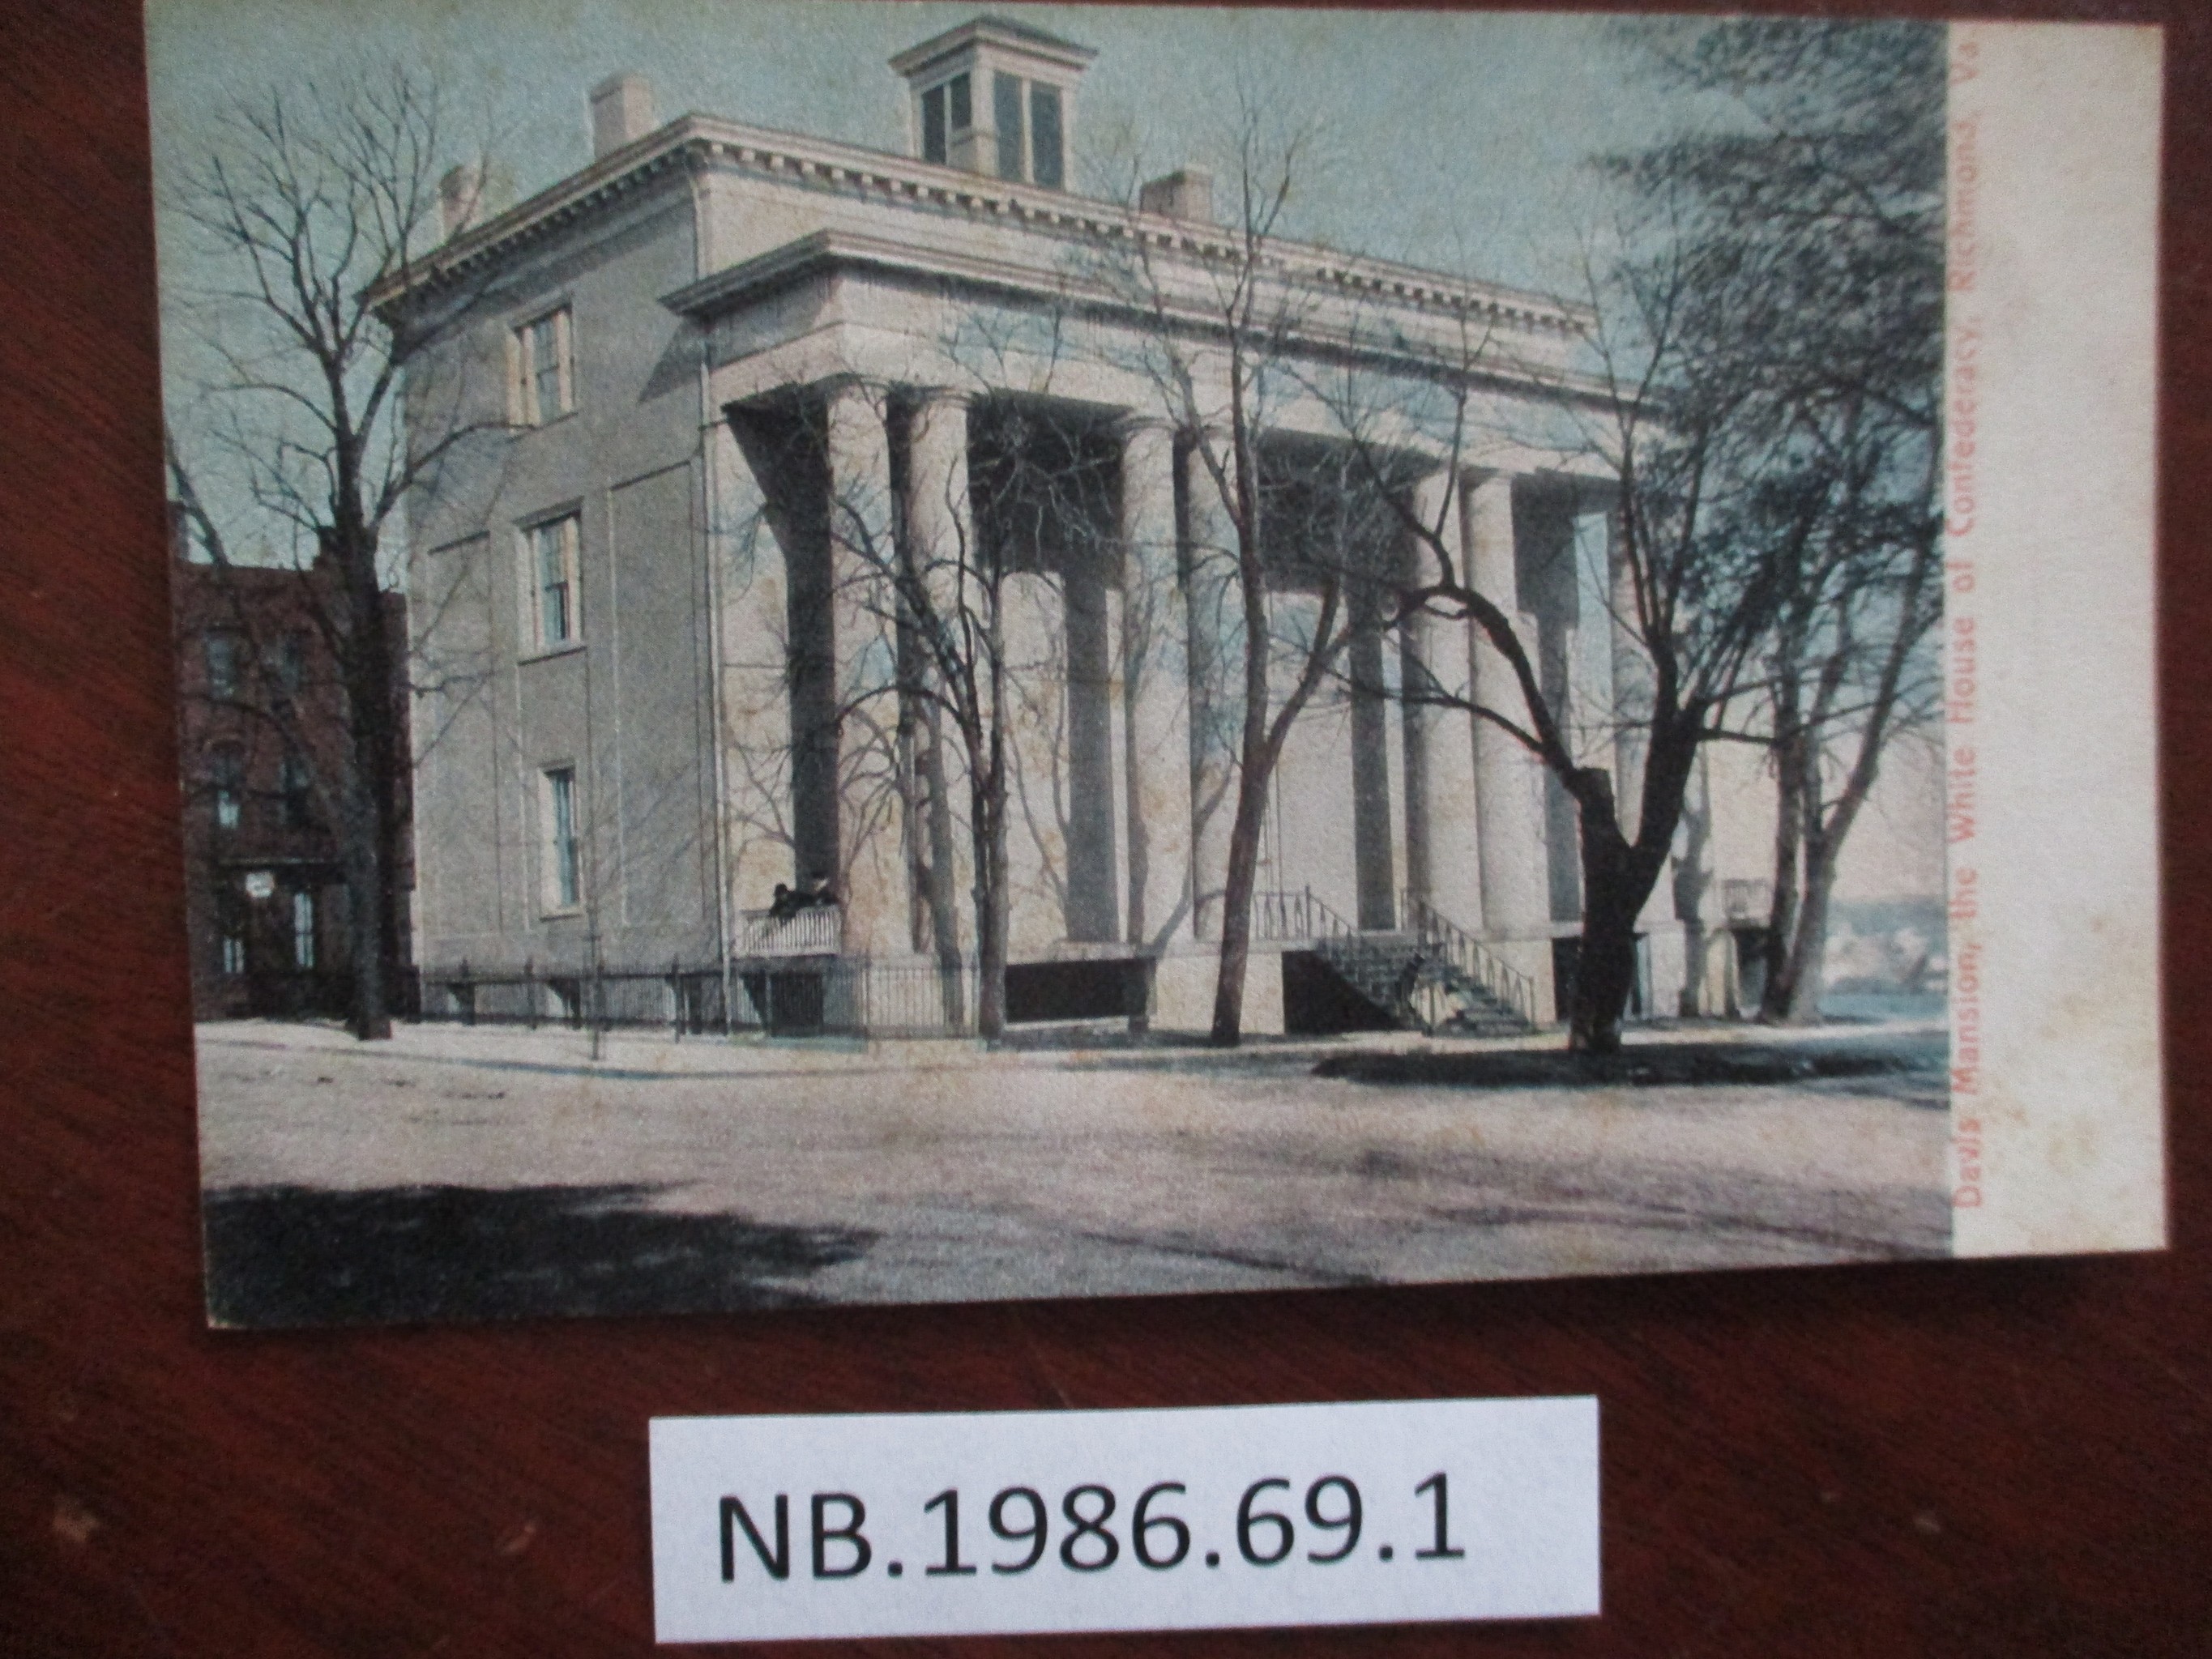 Davis Mansion, the White House of Confederacy, Richmond, Va.
NB.1986.69.1